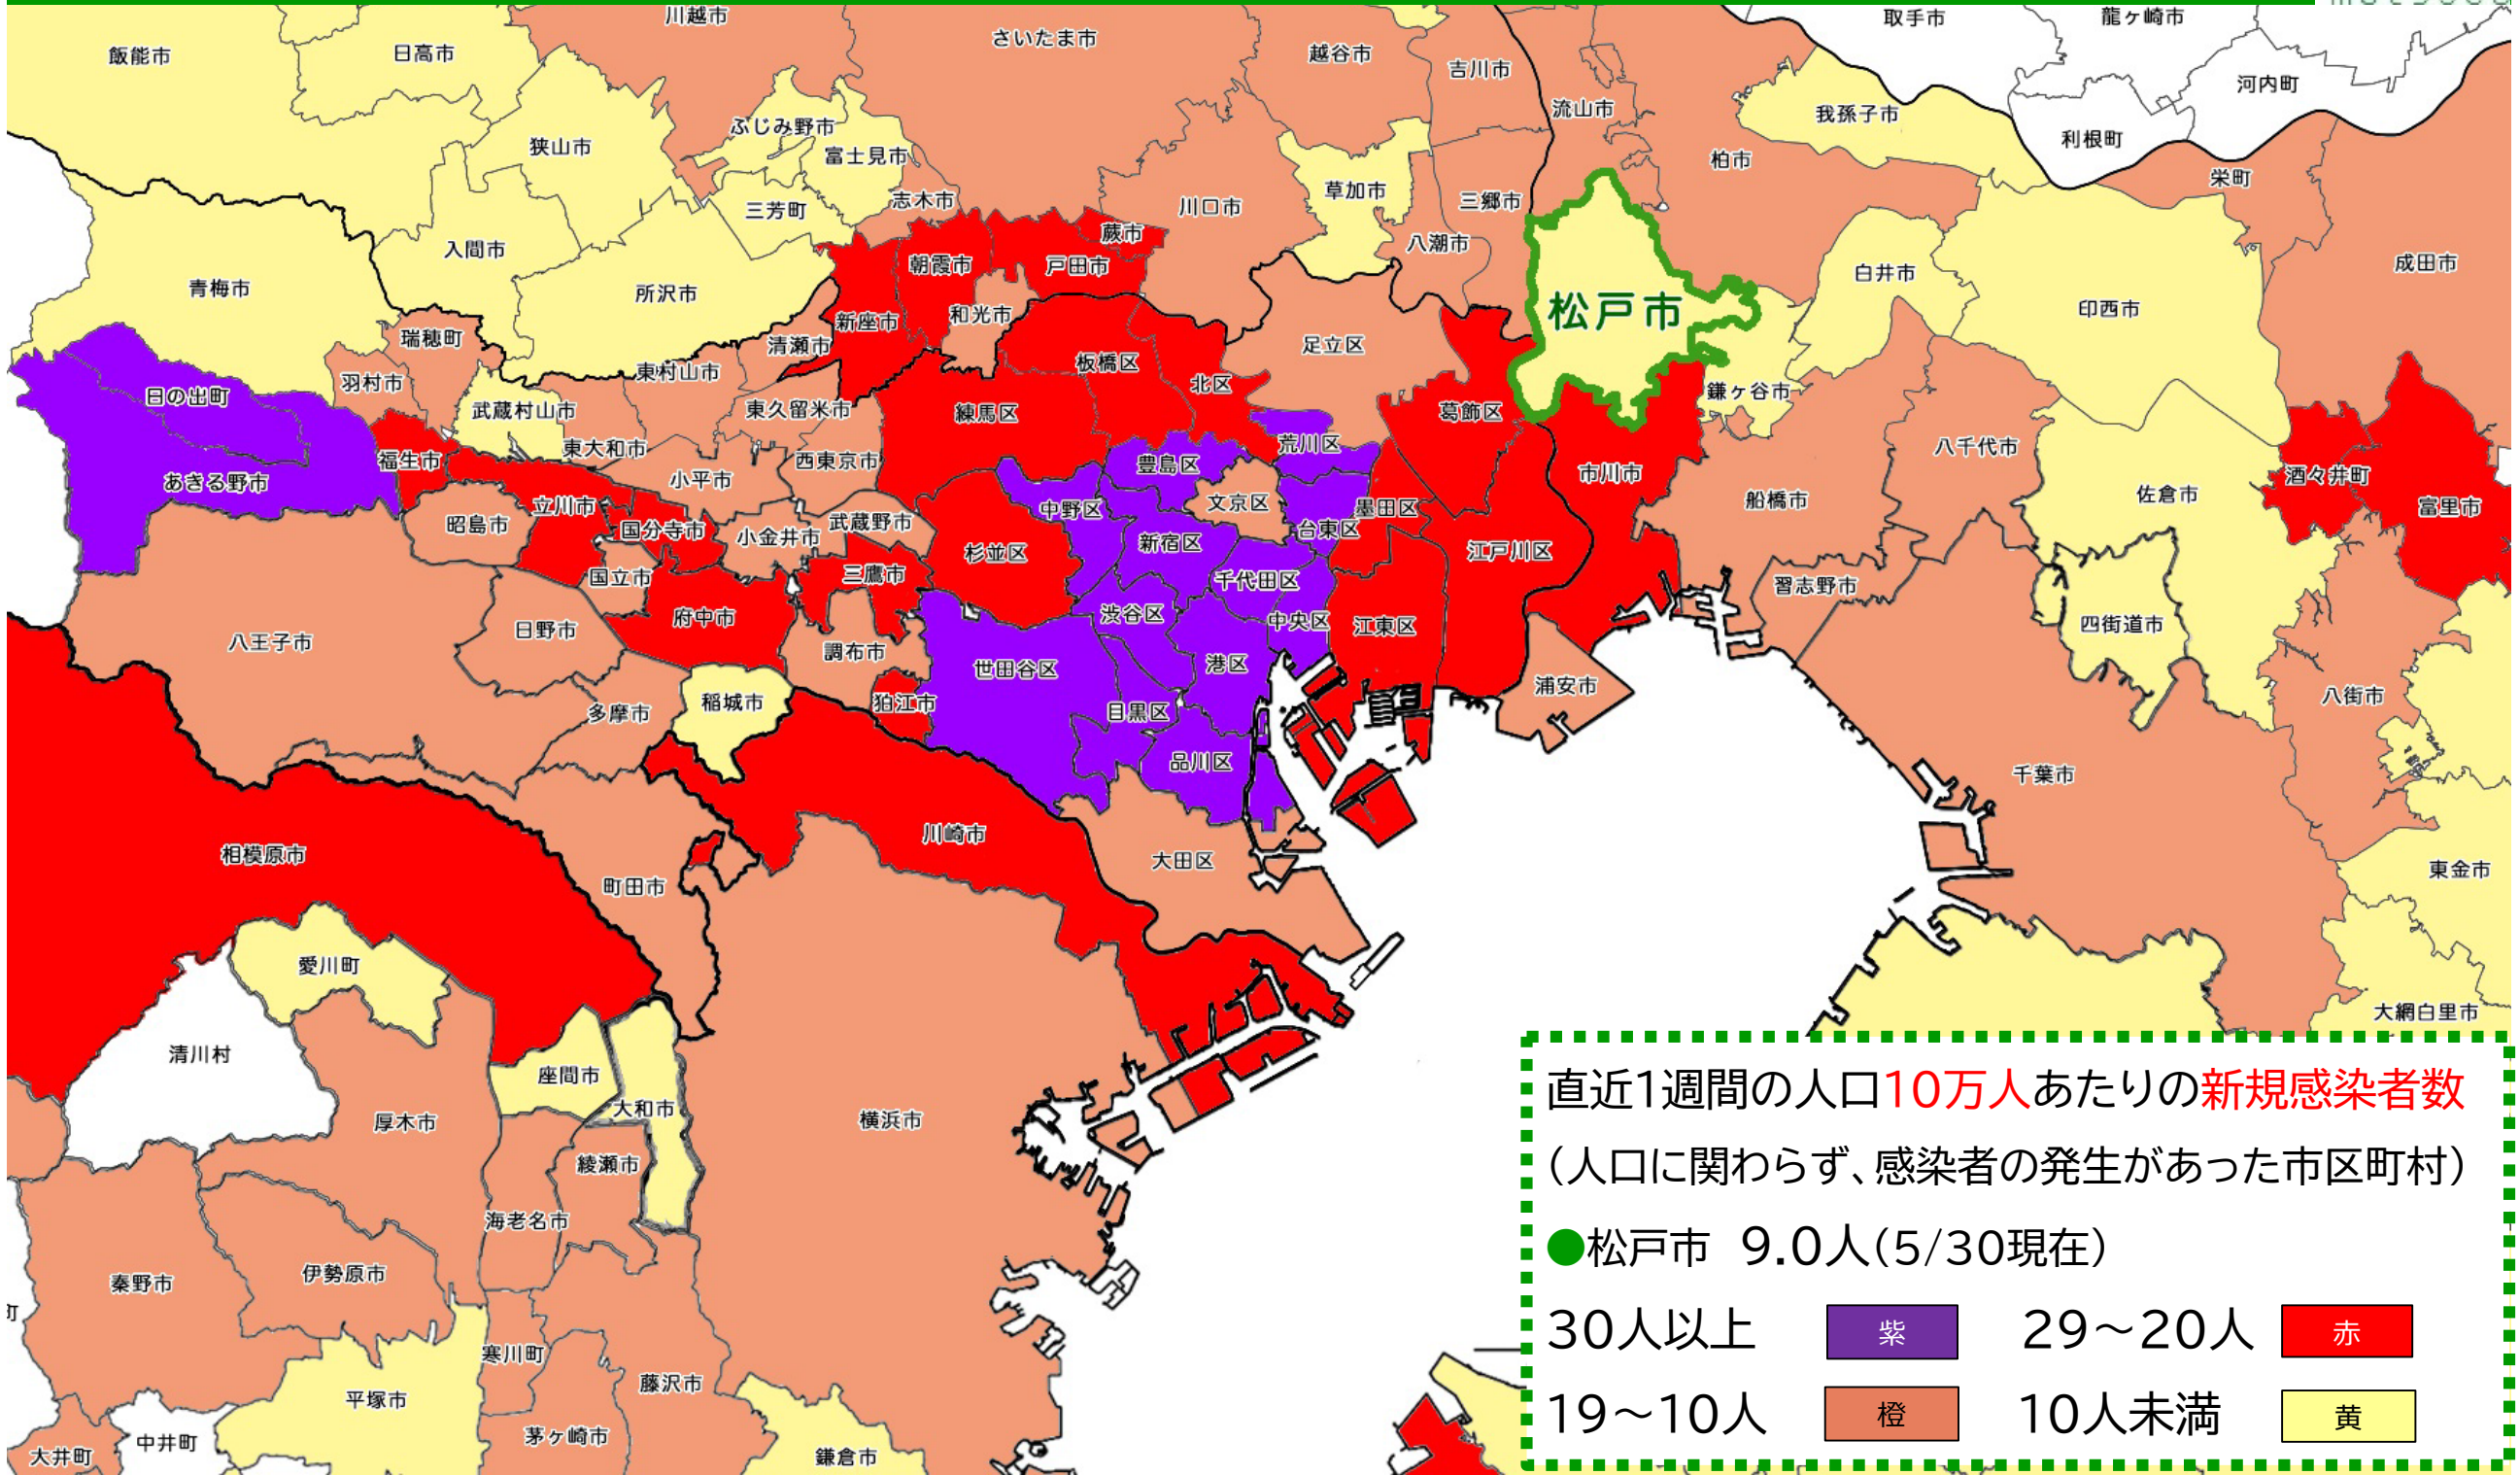 川越市
取手市
龍ヶ崎市
飯能市
日高市
さいたま市
越谷市
吉川市
河内町
流山市
我孫子市
利根町
ふじみ野市
狭山市
富士見市
柏市
栄町
草加市
志木市
三郷市
三芳町
川口市
蕨市
八潮市
入間市
朝霞市
戸田市
白井市
成田市
青梅市
所沢市
松戸市
印西市
和光市
新座市
瑞穂町
清瀬市
足立区
板橋区
東村山市
羽村市
北区
鎌ヶ谷市
日の出町
武蔵村山市
東久留米市
練馬区
葛飾区
荒川区
東大和市
八千代市
福生市
西東京市
豊島区
市川市
酒々井町
あきる野市
小平市
佐倉市
文京区
船橋市
立川市
中野区
墨田区
富里市
昭島市
国分寺市
武蔵野市
小金井市
台東区
新宿区
杉並区
江戸川区
国立市
三鷹市
千代田区
習志野市
府中市
渋谷区
中央区
江東区
四街道市
日野市
八王子市
調布市
港区
世田谷区
浦安市
八街市
稲城市
狛江市
多摩市
目黒区
品川区
千葉市
川崎市
相模原市
大田区
東金市
町田市
愛川町
大網白里市
清川村
座間市
大和市
厚木市
横浜市
綾瀬市
海老名市
伊勢原市
秦野市
町
寒川町
藤沢市
平塚市
茅ヶ崎市
中井町
大井町
鎌倉市
直近1週間の人口10万人あたりの新規感染者数
(人口に関わらず、感染者の発生があった市区町村)
●松戸市 9.0人(5/30現在)
30人以上 紫 29～20人 赤
19～10人 橙 10人未満 黄